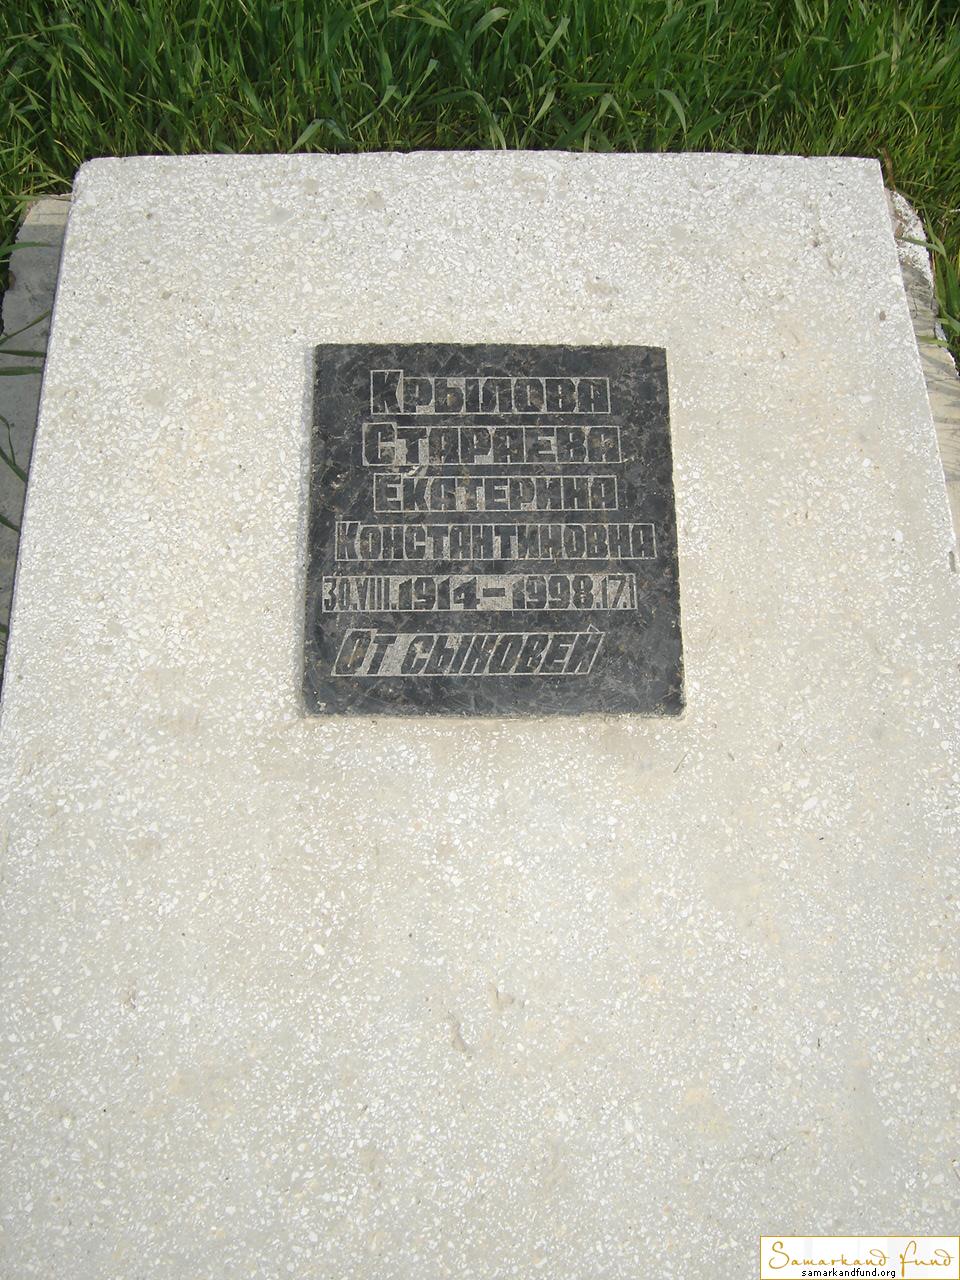 Крылова
Стараева
Екатерина
Константиновна
30.VIII.1914-1998.17.I
От сыновей
Samarkand fund
samarkandfund.org